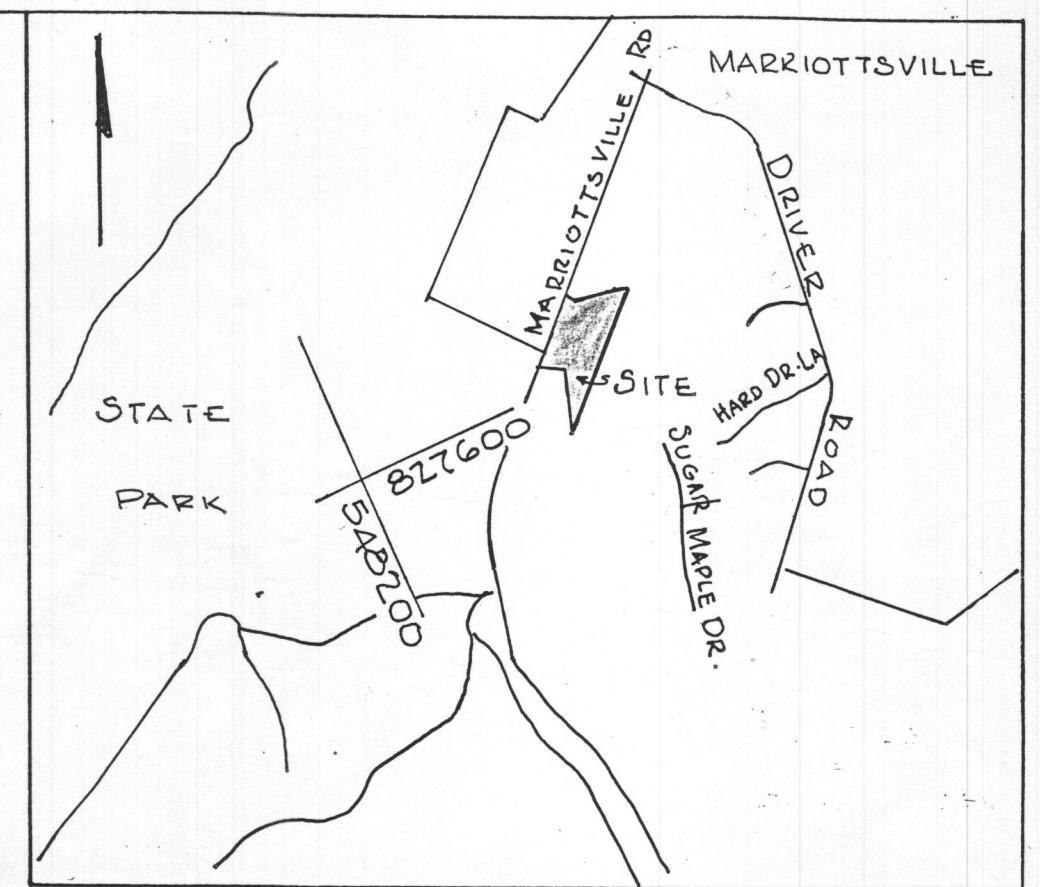 MARRIOTTSVILLE RD
MARRIOTTSVILLE
DRIVER ROAD
HARD DR. LA
SITE
STATE
PARK
827600
548200
SUGAR MAPLE DR.